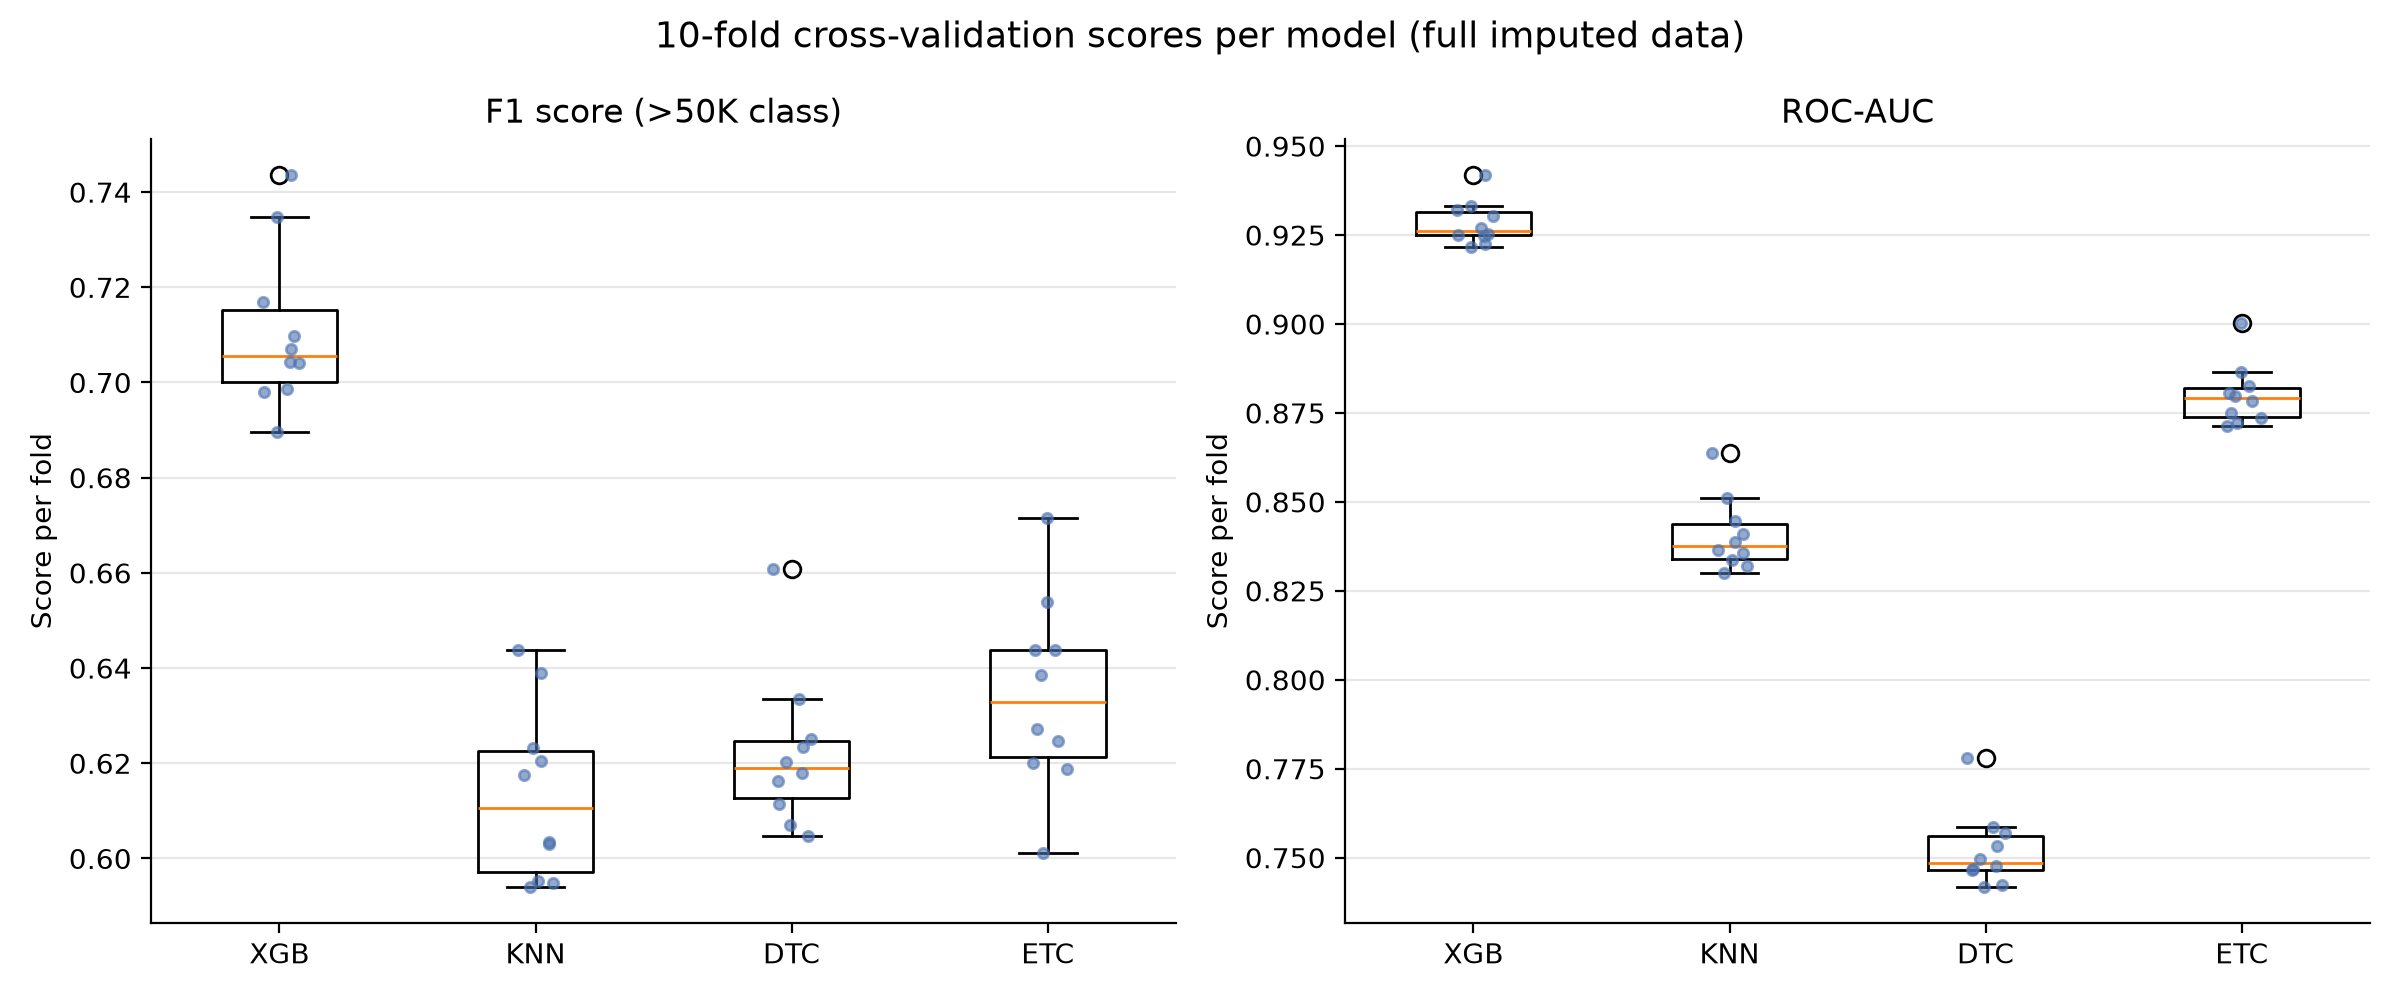 10-fold cross-validation scores per model (full imputed data)
F1 score (>50K class)
Score per fold
0.74
0.72
0.70
0.68
0.66
0.64
0.62
0.60
XGB KNN DTC ETC
ROC-AUC
Score per fold
0.950
0.925
0.900
0.875
0.850
0.825
0.800
0.775
0.750
XGB KNN DTC ETC